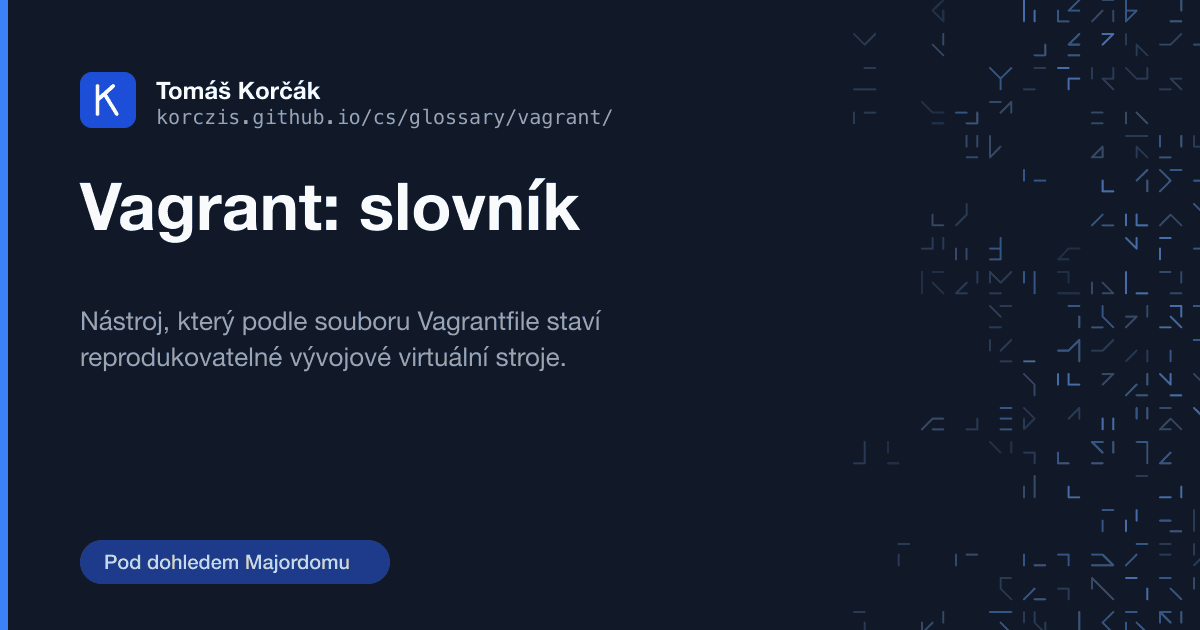 K
Tomáš Korčák
korczis.github.io/cs/glossary/vagrant/
Vagrant: slovník
Nástroj, který podle souboru Vagrantfile staví
reprodukovatelné vývojové virtuální stroje.
Pod dohledem Majordomu